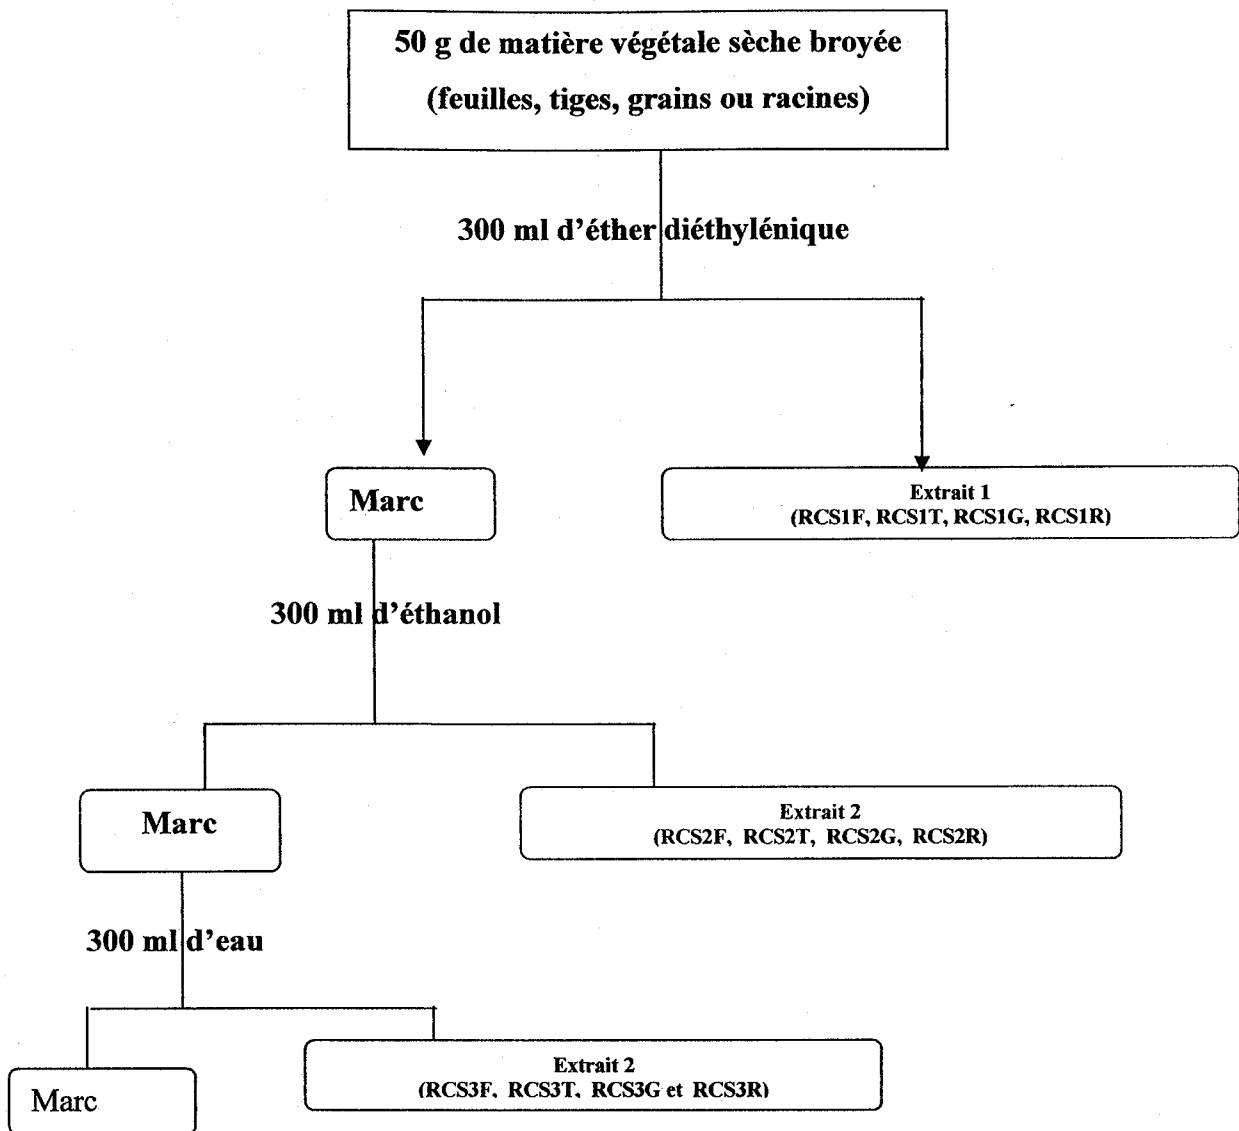 50 g de matière végétale sèche broyée
(feuilles, tiges, grains ou racines)
300 ml d’éther diéthylénique
Marc
Extrait 1
(RCS1F, RCS1T, RCS1G, RCS1R)
300 ml d’éthanol
Marc
Extrait 2
(RCS2F, RCS2T, RCS2G, RCS2R)
300 ml d’eau
Marc
Extrait 2
(RCS3F, RCS3T, RCS3G et RCS3R)